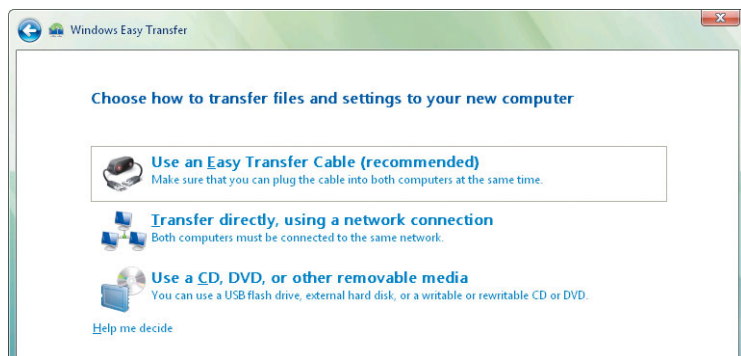 Windows Easy Transfer
Choose how to transfer files and settings to your new computer
Use an Easy Transfer Cable (recommended)
Make sure that you can plug the cable into both computers at the same time.
Transfer directly, using a network connection
Both computers must be connected to the same network.
Use a CD, DVD, or other removable media
You can use a USB flash drive, external hard disk, or a writable or rewritable CD or DVD.
Help me decide